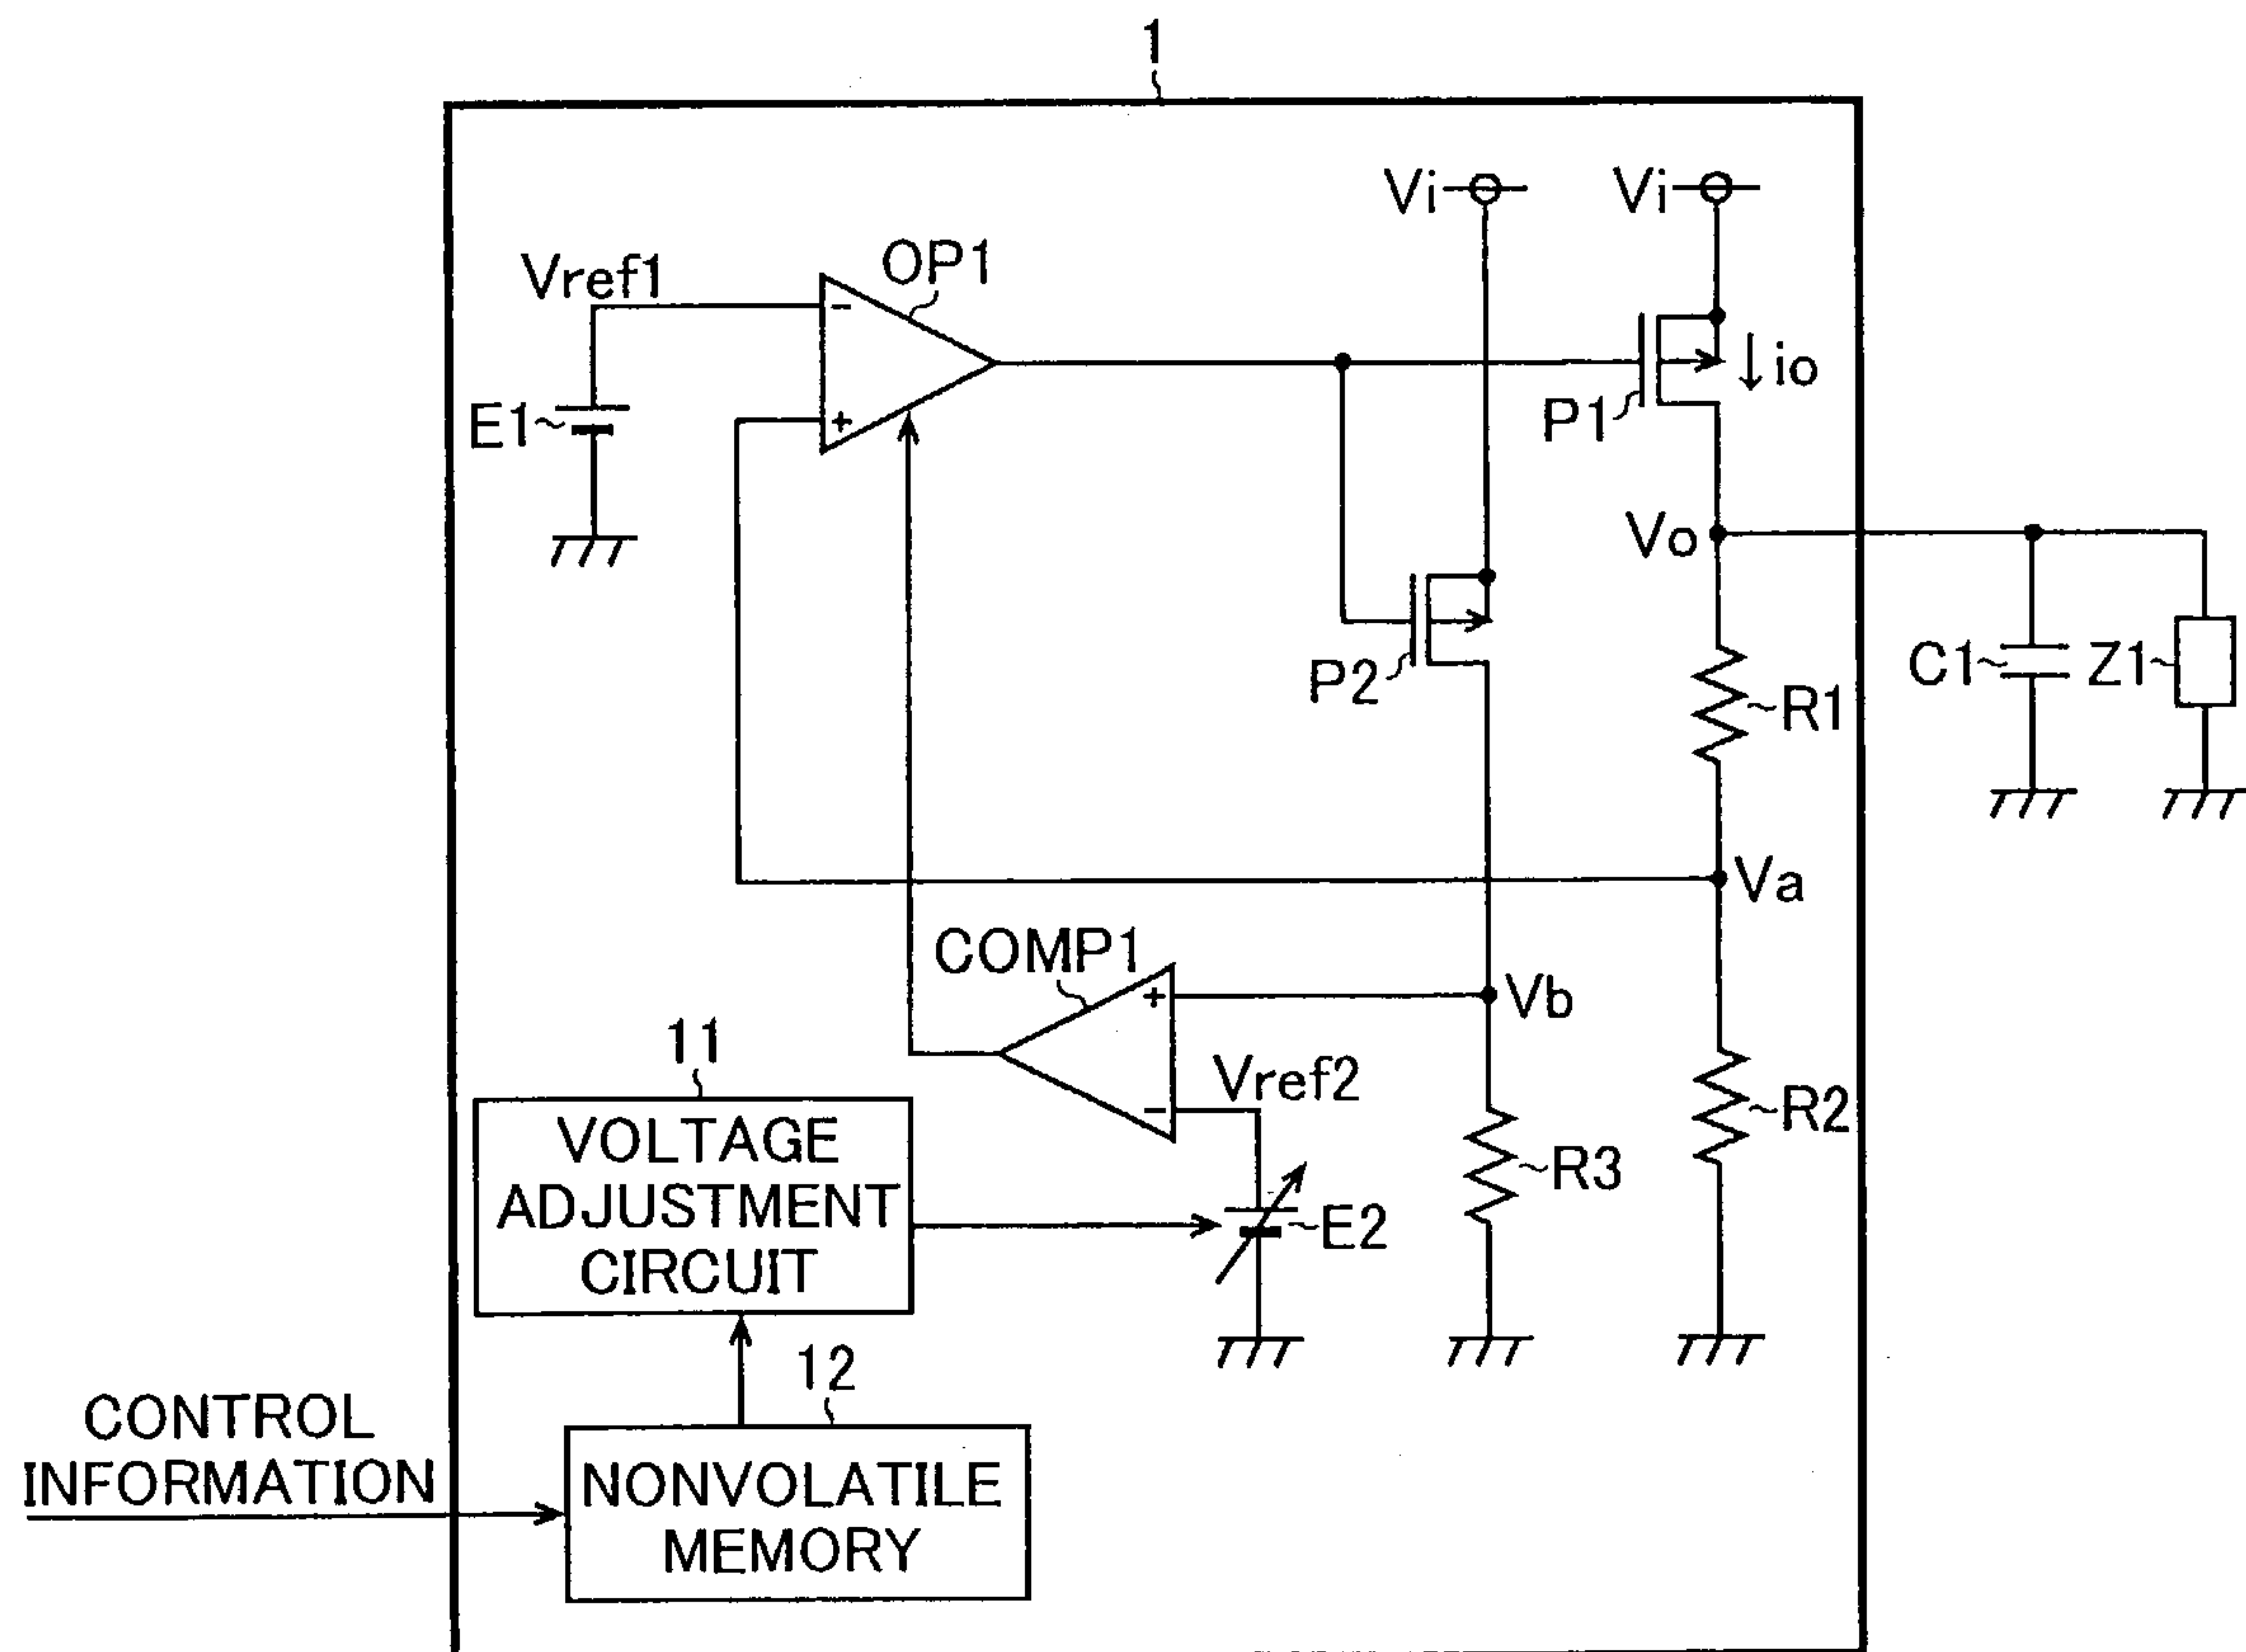 1
Vi
Vi
Vref1
OP1
-
+
E1
P1
io
Vo
P2
R1
C1
Z1
Va
COMP1
+
Vb
-
Vref2
11
VOLTAGE
ADJUSTMENT
CIRCUIT
E2
R3
R2
12
CONTROL
INFORMATION
NONVOLATILE
MEMORY